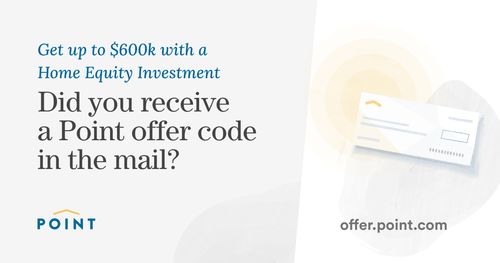 Get up to $600k with a
Home Equity Investment
Did you receive
a Point offer code
in the mail?
POINT
offer.point.com